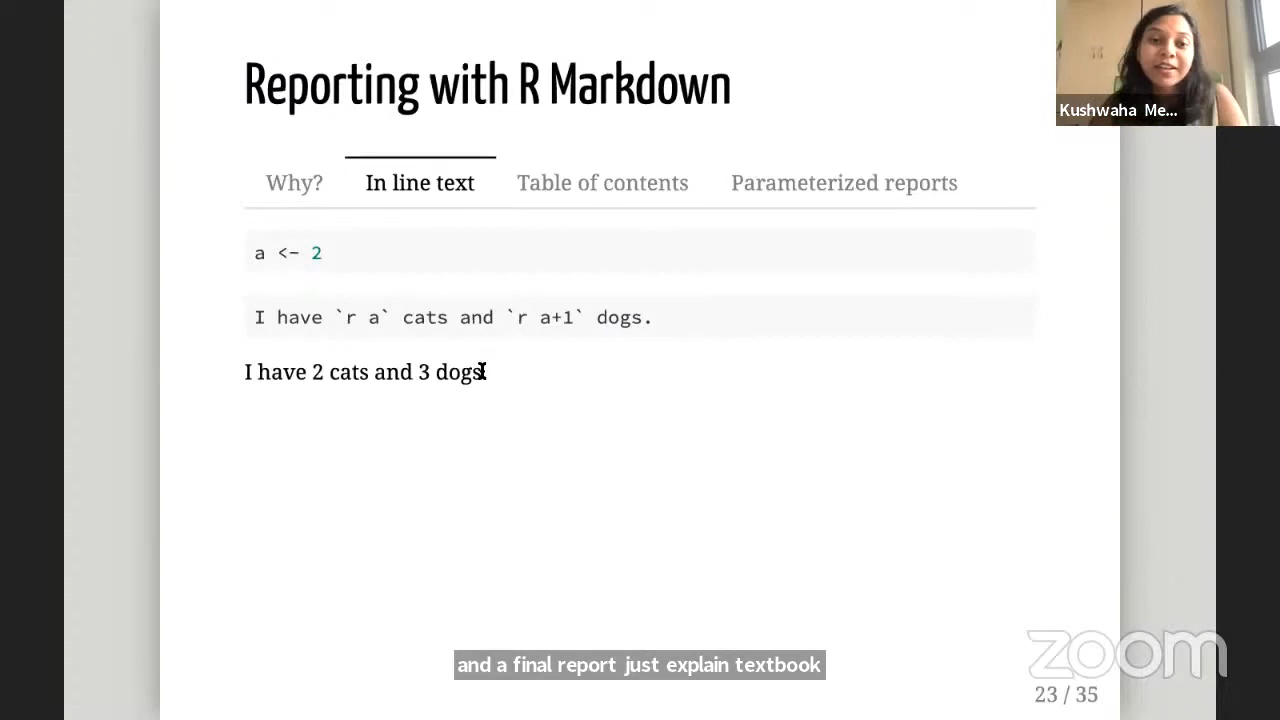 Reporting with R Markdown
Kushwaha Me...
Why? In line text Table of contents Parameterized reports
a <- 2
I have `r a` cats and `r a+1` dogs.
I have 2 cats and 3 dogs.
and a final report just explain textbook
zoom
23 / 35